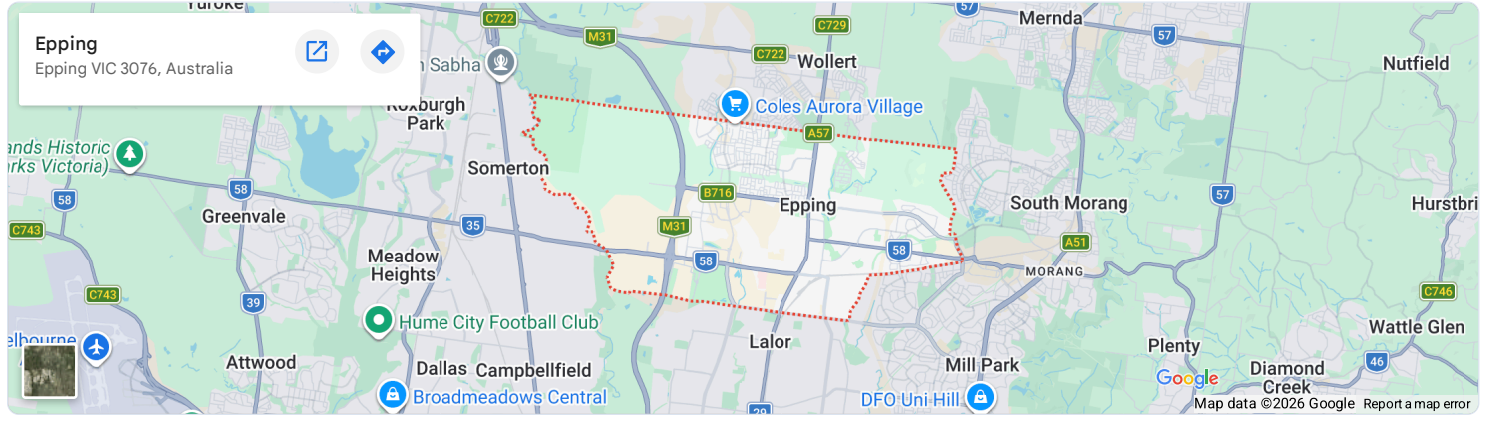 Epping
Epping VIC 3076, Australia
C722
M31
C729
57
Mernda
57
C722
Wollert
Nutfield
Sabha
Roxburgh
Park
Coles Aurora Village
A57
Historic
Victoria)
Somerton
58
58
B716
57
Greenvale
Epping
South Morang
C743
35
M31
58
A51
58
Meadow
Heights
MORANG
C743
39
C746
Hume City Football Club
Wattle Glen
Lalor
Plenty
Attwood
Dallas
Campbellfield
Mill Park
46
Diamond
Creek
Google
Broadmeadows Central
DFO Uni Hill
Map data ©2026 Google
Report a map error